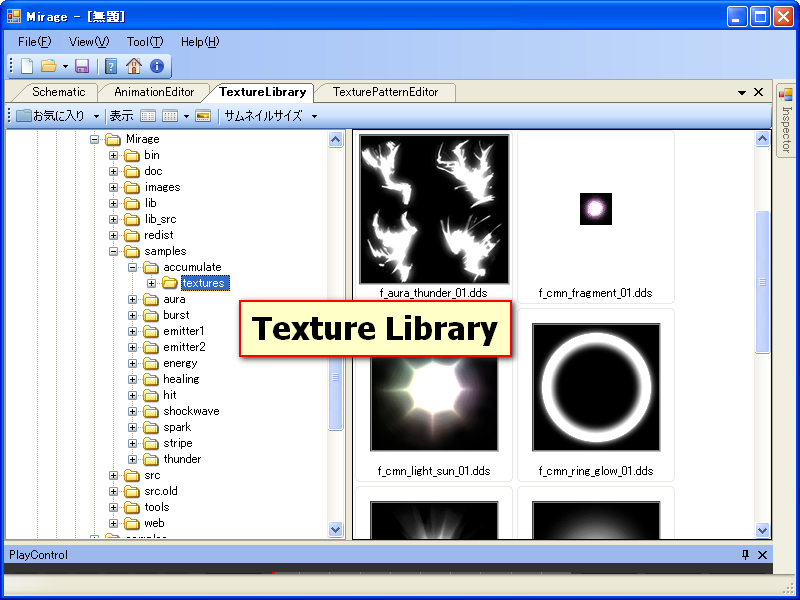 Mirage - [無題]
File(F) View(V) Tool(T) Help(H)
Schematic AnimationEditor TextureLibrary TexturePatternEditor
お気に入り 表示 サムネイルサイズ
Inspector
Mirage
bin
doc
images
lib
lib_src
redist
samples
accumulate
textures
aura
burst
emitter1
emitter2
energy
healing
hit
shockwave
spark
stripe
thunder
src
src.old
tools
web
f_aura_thunder_01.dds
f_cmn_fragment_01.dds
Texture Library
f_cmn_light_sun_01.dds
f_cmn_ring_glow_01.dds
PlayControl